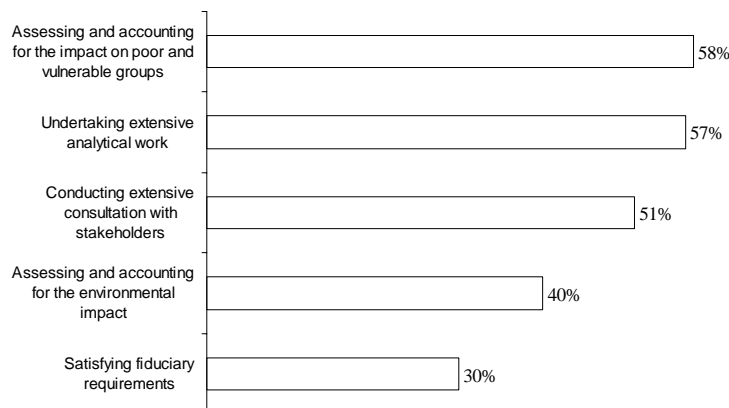 Assessing and accounting
for the impact on poor and
vulnerable groups
58%
Undertaking extensive
analytical work
57%
Conducting extensive
consultation with
stakeholders
51%
Assessing and accounting
for the environmental
impact
40%
Satisfying fiduciary
requirements
30%